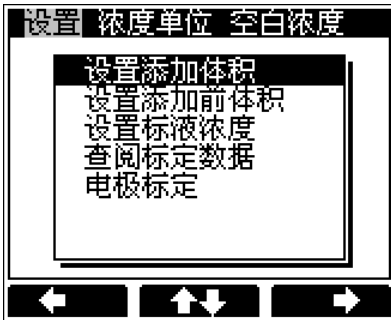 设置 浓度单位 空白浓度
设置添加体积
设置添加前体积
设置标液浓度
查阅标定数据
电极标定